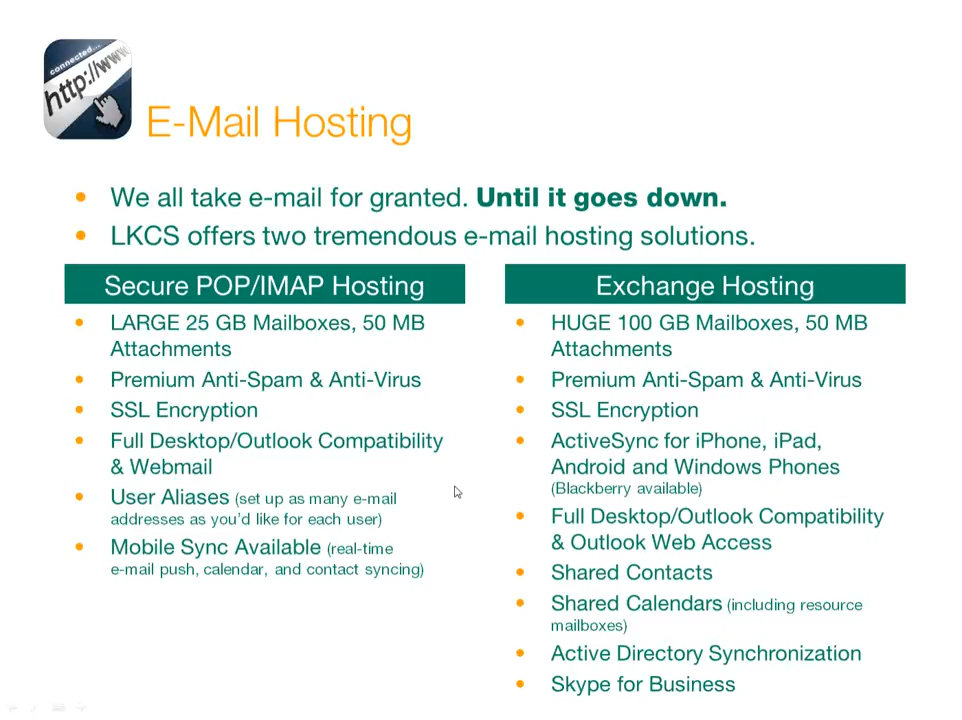 connected...
http://www.
E-Mail Hosting
• We all take e-mail for granted. Until it goes down.
• LKCS offers two tremendous e-mail hosting solutions.
Secure POP/IMAP Hosting
• LARGE 25 GB Mailboxes, 50 MB
Attachments
• Premium Anti-Spam & Anti-Virus
• SSL Encryption
• Full Desktop/Outlook Compatibility
& Webmail
• User Aliases (set up as many e-mail
addresses as you'd like for each user)
• Mobile Sync Available (real-time
e-mail push, calendar, and contact syncing)
Exchange Hosting
• HUGE 100 GB Mailboxes, 50 MB
Attachments
• Premium Anti-Spam & Anti-Virus
• SSL Encryption
• ActiveSync for iPhone, iPad,
Android and Windows Phones
(Blackberry available)
• Full Desktop/Outlook Compatibility
& Outlook Web Access
• Shared Contacts
• Shared Calendars (including resource
mailboxes)
• Active Directory Synchronization
• Skype for Business